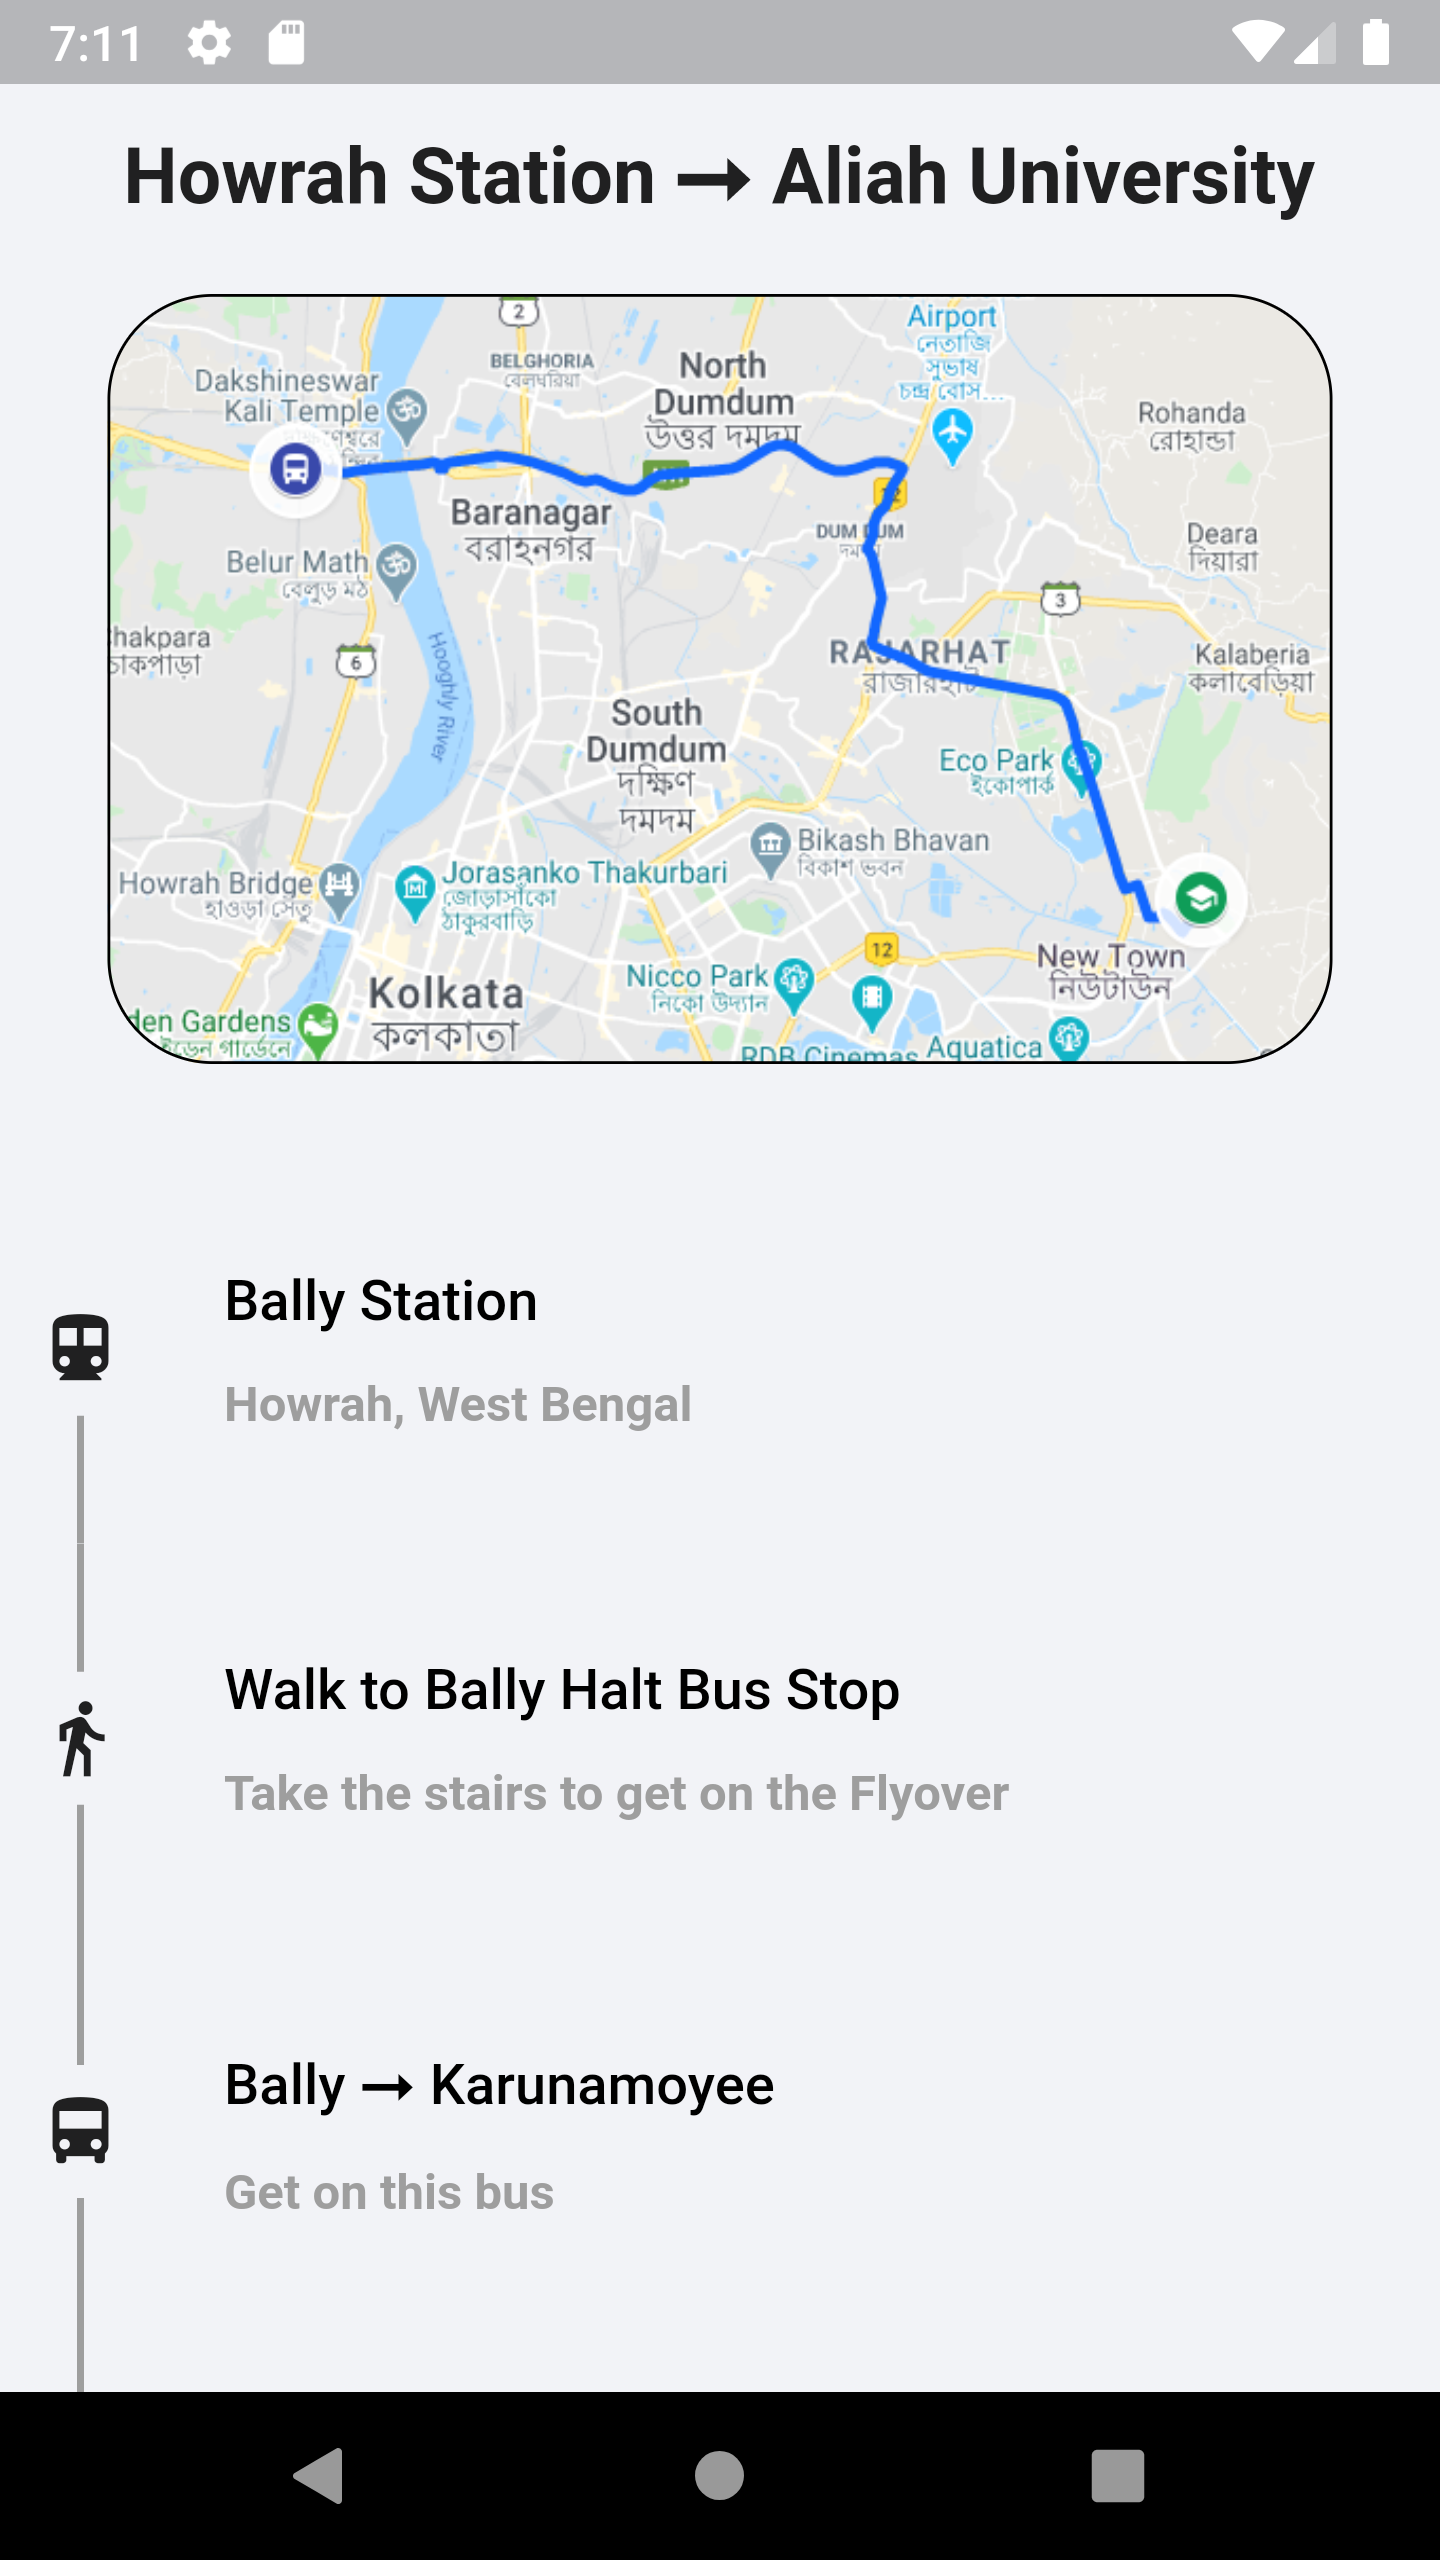 7:11
Howrah Station → Aliah University
2
Airport
নেতাজি
সুভাষ
চন্দ্র বোস...
BELGHORIA
বেলঘরিয়া
North
Dumdum
উত্তর দমদম
Dakshineswar
Kali Temple
Rohanda
রোহান্ডা
Baranagar
বরাহনগর
DUM DUM
Deara
দিয়ারা
Belur Math
বেলুড় মঠ
3
hakpara
চাকপাড়া
6
Hooghly River
RAJARHAT
রাজারহাট
Kalaberia
কলাবেড়িয়া
South
Dumdum
দক্ষিণ
দমদম
Eco Park
ইকোপার্ক
Bikash Bhavan
বিকাশ ভবন
Howrah Bridge
হাওড়া সেতু
Jorasanko Thakurbari
জোড়াসাঁকো
ঠাকুরবাড়ি
12
New Town
নিউটাউন
Nicco Park
নিকো উদ্যান
Kolkata
কলকাতা
den Gardens
ইডেন গার্ডেনে
RDB Cinemas
Aquatica
Bally Station
Howrah, West Bengal
Walk to Bally Halt Bus Stop
Take the stairs to get on the Flyover
Bally → Karunamoyee
Get on this bus